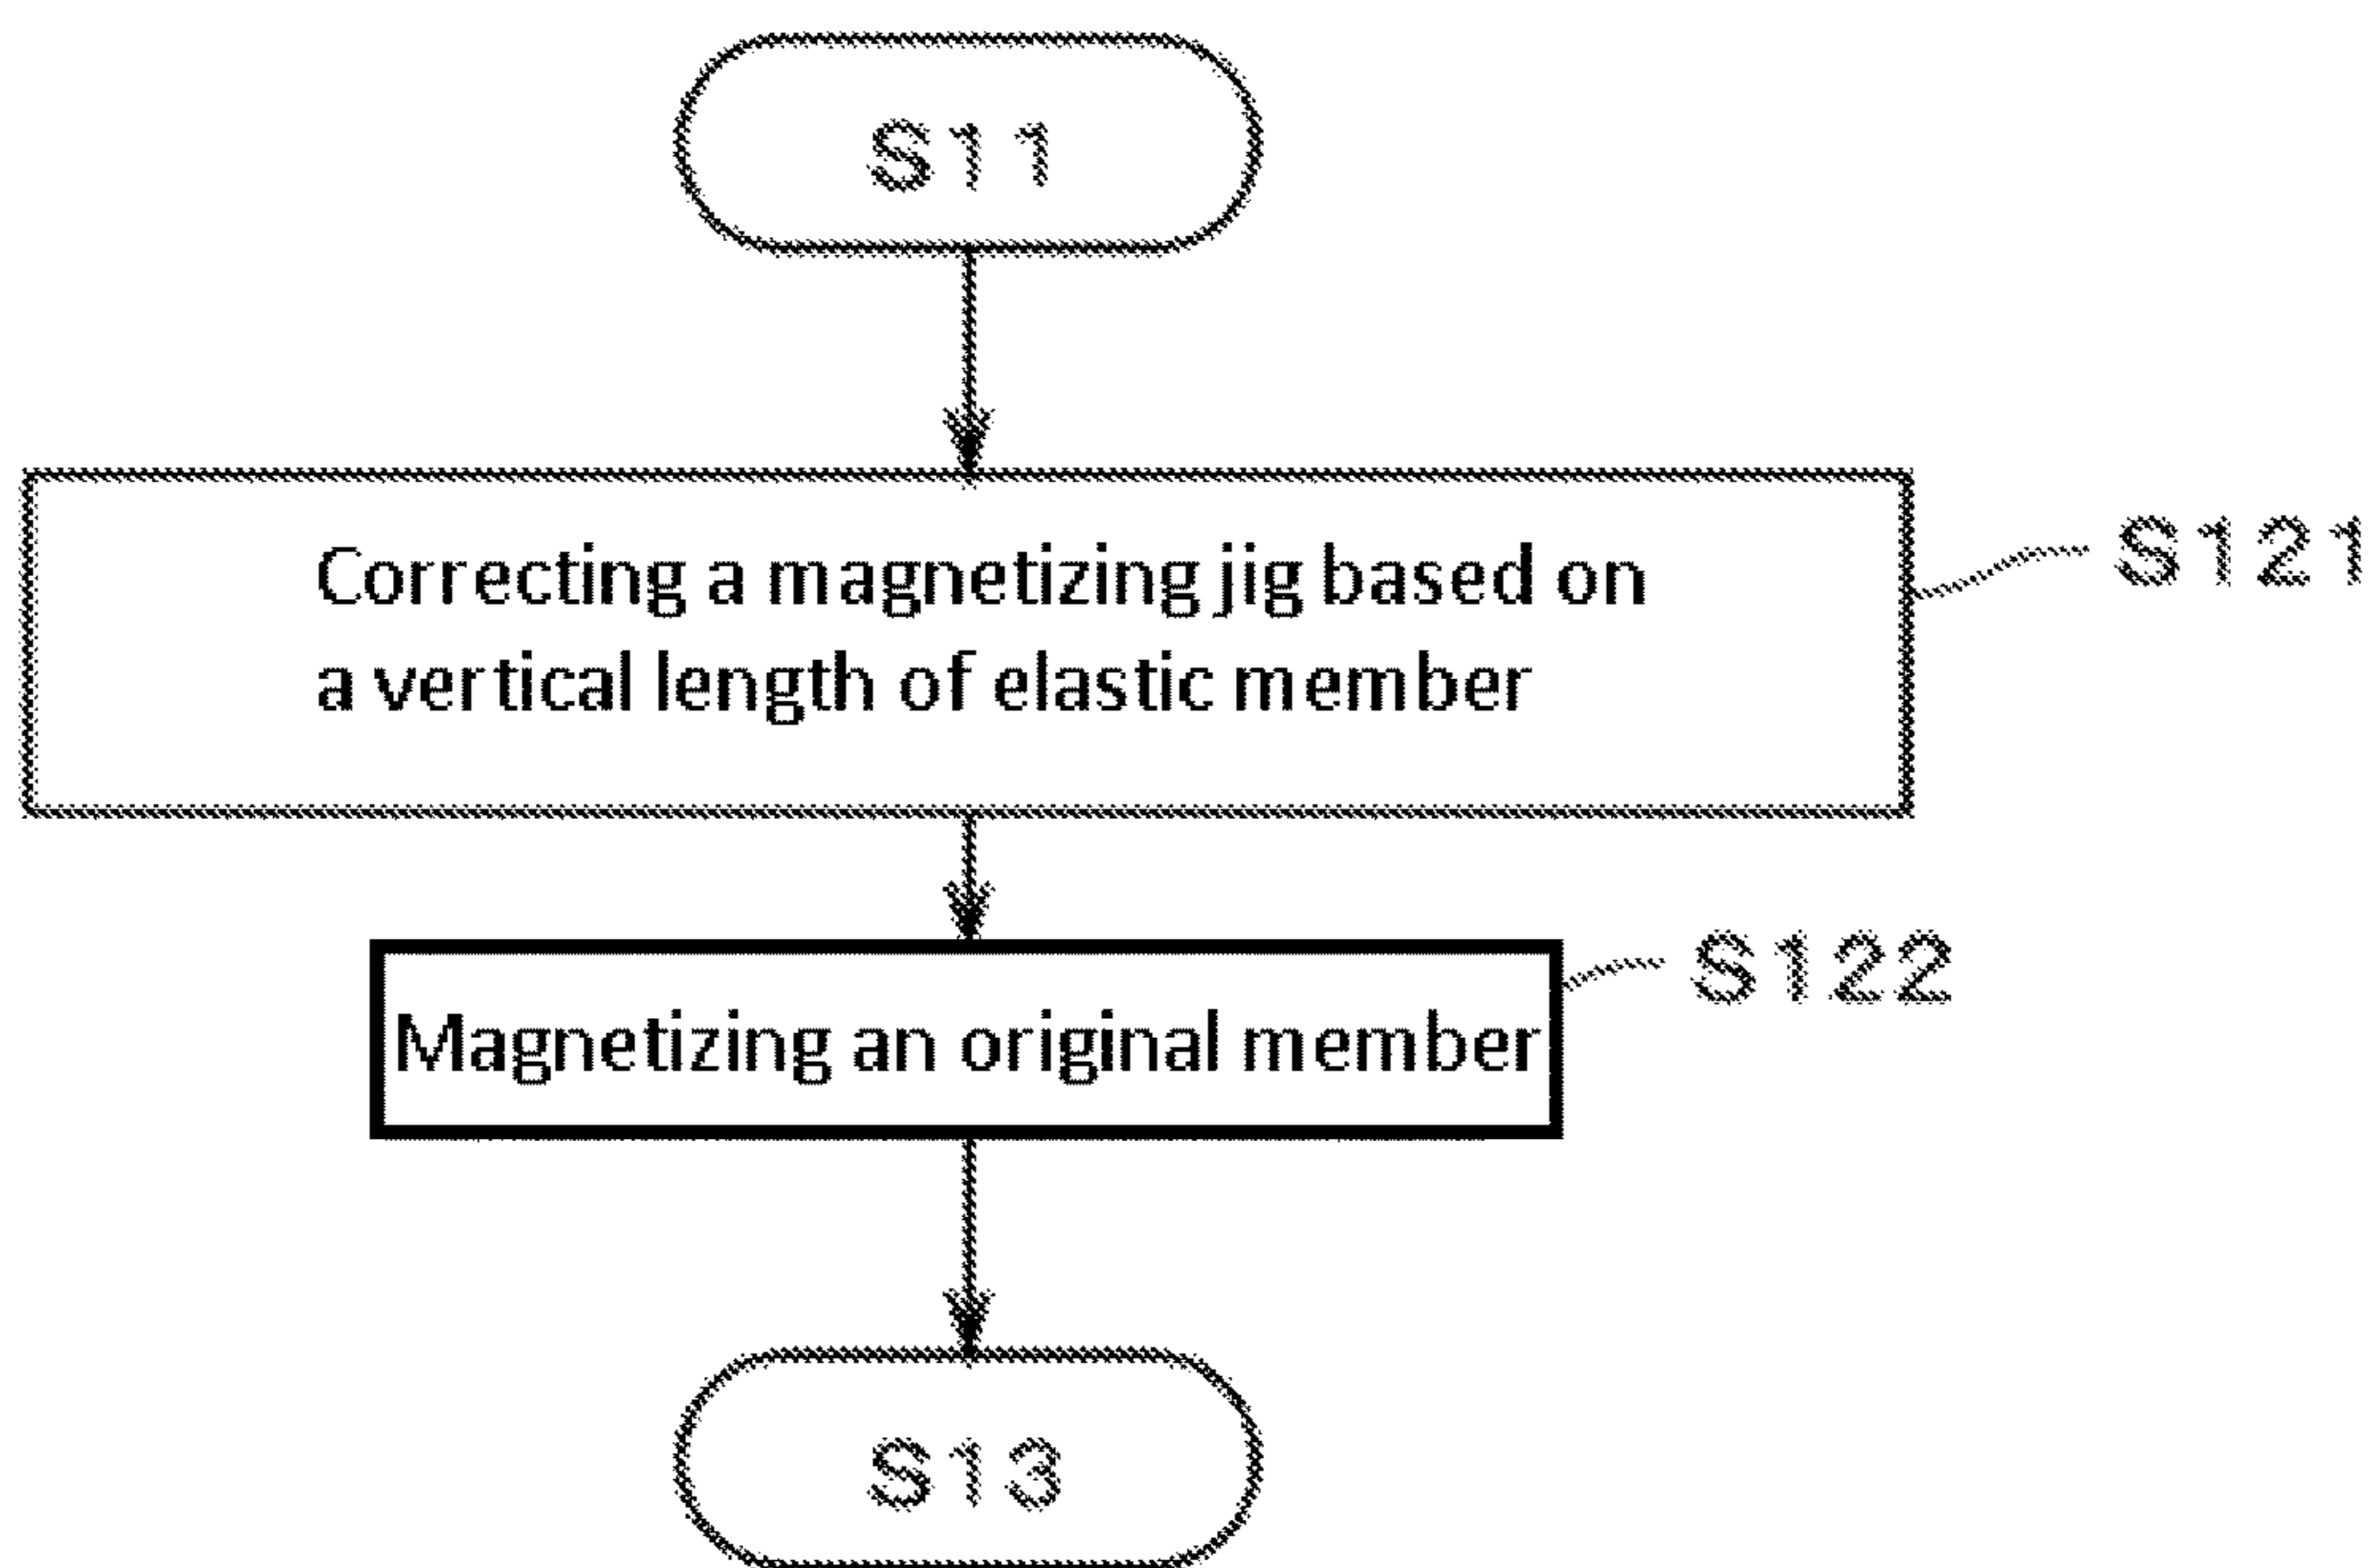 S11
Correcting a magnetizing jig based on
a vertical length of elastic member
S121
Magnetizing an original member
S122
S13